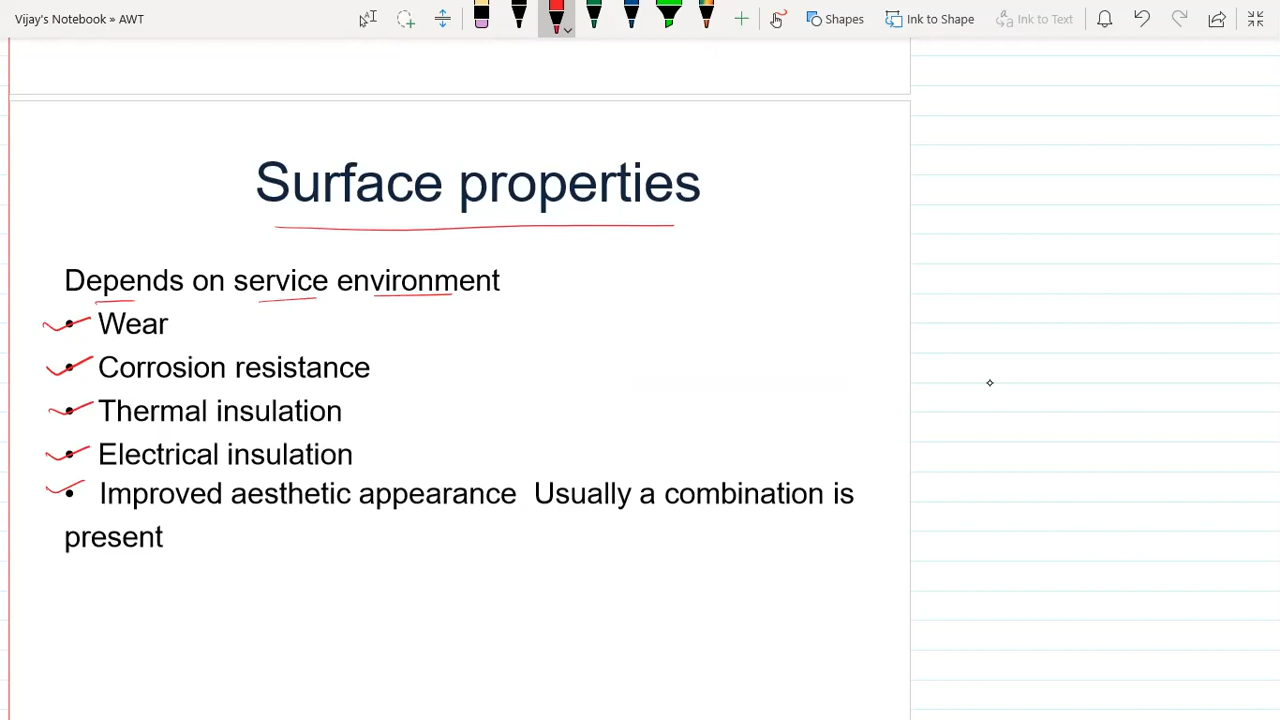 Vijay's Notebook » AWT
Shapes
Ink to Shape
Ink to Text
Surface properties
Depends on service environment
• Wear
• Corrosion resistance
• Thermal insulation
• Electrical insulation
• Improved aesthetic appearance Usually a combination is
present